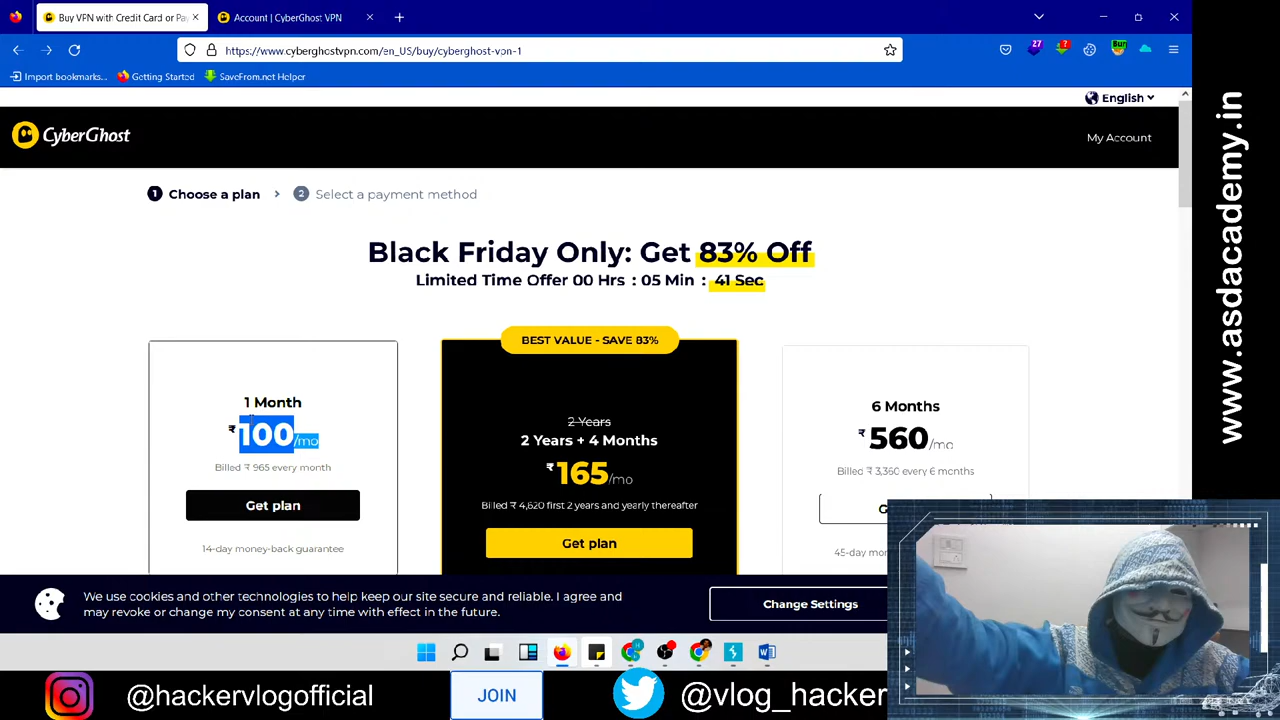 Buy VPN with Credit Card or Pa
Account | CyberGhost VPN
https://www.cyberghostvpn.com/en_US/buy/cyberghost-vpn-1
27
?
Import bookmarks...
Getting Started
SaveFrom.net Helper
English
CyberGhost
My Account
1 Choose a plan
2 Select a payment method
Black Friday Only: Get 83% Off
Limited Time Offer 00 Hrs : 05 Min : 41 Sec
1 Month
₹100/mo
Billed ₹ 965 every month
Get plan
14-day money-back guarantee
BEST VALUE - SAVE 83%
2 Years
2 Years + 4 Months
₹165/mo
Billed ₹ 4,620 first 2 years and yearly thereafter
Get plan
6 Months
₹560/mo
Billed ₹ 3,360 every 6 months
G
45-day mon
We use cookies and other technologies to help keep our site secure and reliable. I agree and
may revoke or change my consent at any time with effect in the future.
Change Settings
@hackervlogofficial
JOIN
@vlog_hacker
www.asdacademy.in